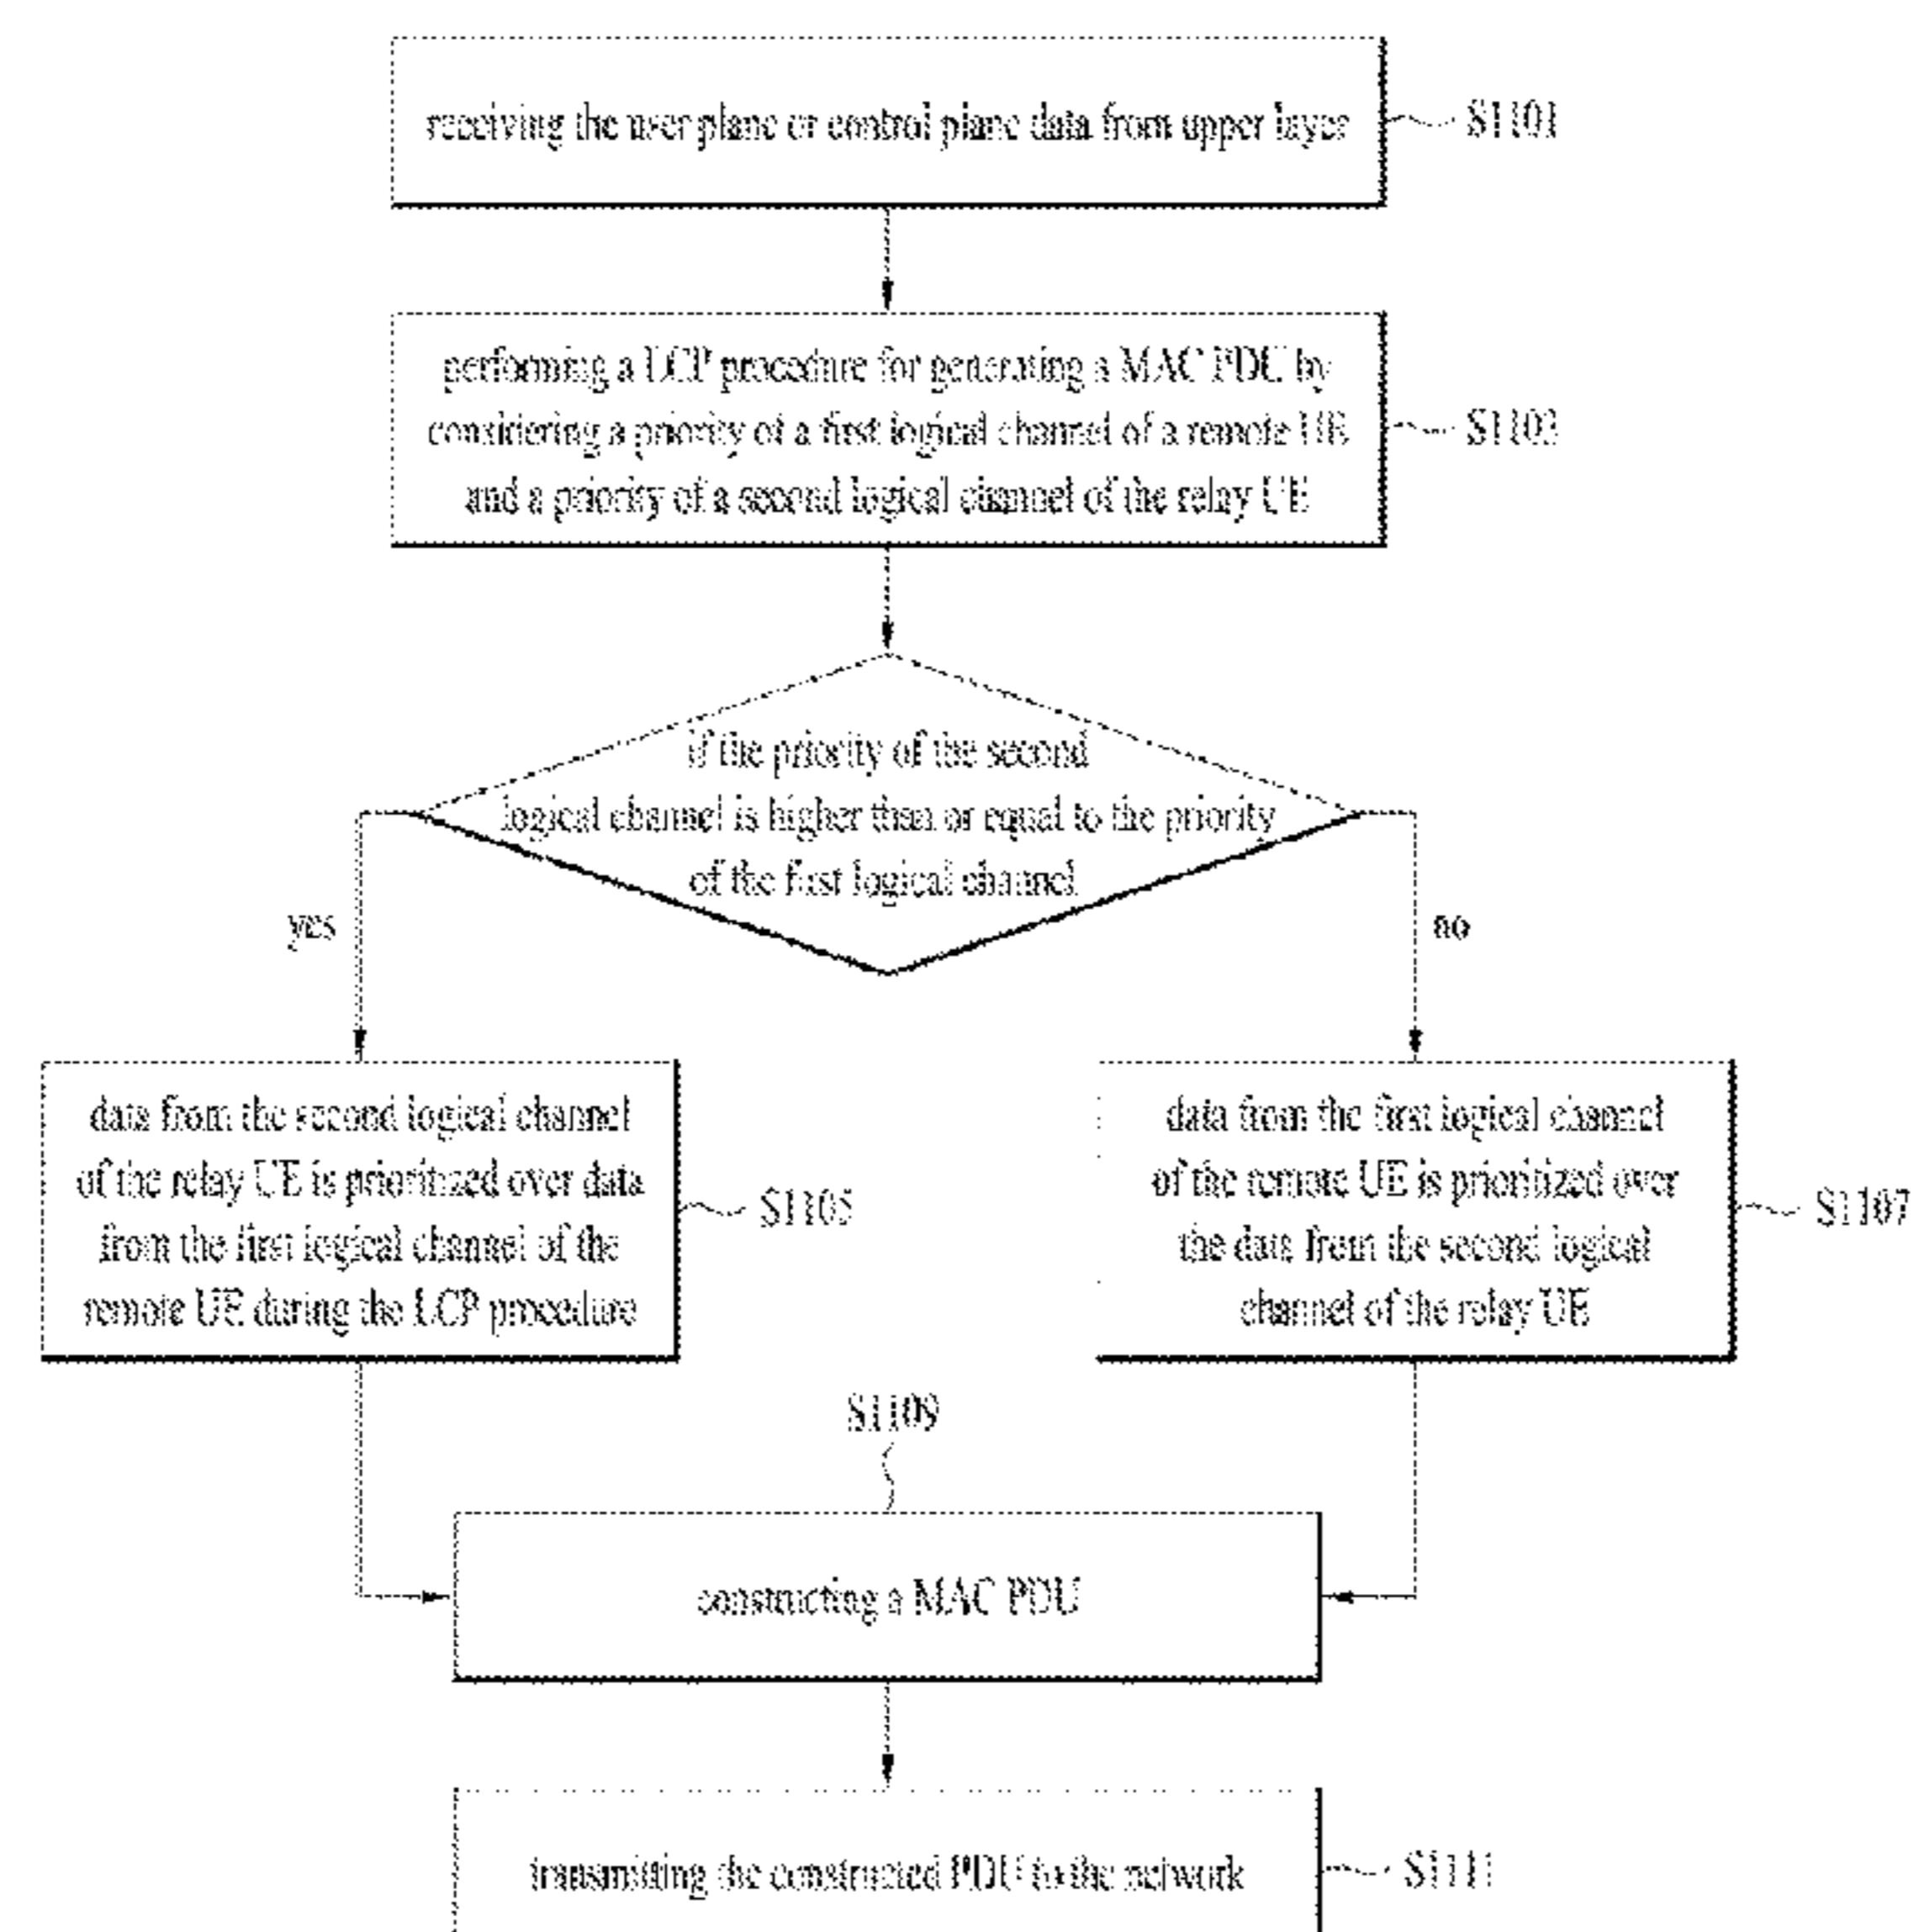 receiving the user plane or control plane data from upper layer
S1101
performing a LCP procedure for generating a MAC PDU by
considering a priority of a first logical channel of a remote UE
and a priority of a second logical channel of the relay UE
S1103
if the priority of the second
logical channel is higher than or equal to the priority
of the first logical channel
yes
no
data from the second logical channel
of the relay UE is prioritized over data
from the first logical channel of the
remote UE during the LCP procedure
S1105
data from the first logical channel
of the remote UE is prioritized over
the data from the second logical
channel of the relay UE
S1107
S1109
constructing a MAC PDU
transmitting the constructed PDU to the network
S1111